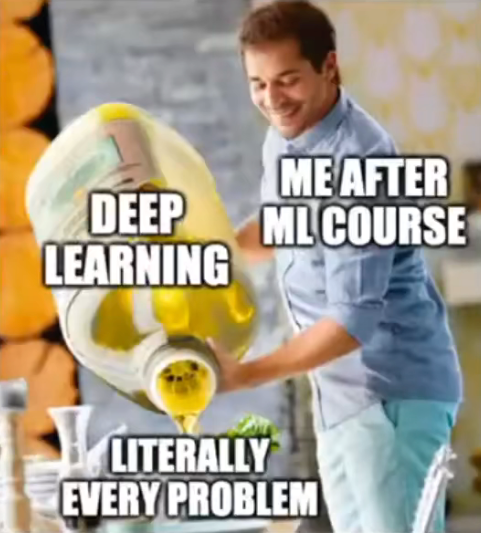 ME AFTER
ML COURSE
DEEP
LEARNING
LITERALLY
EVERY PROBLEM